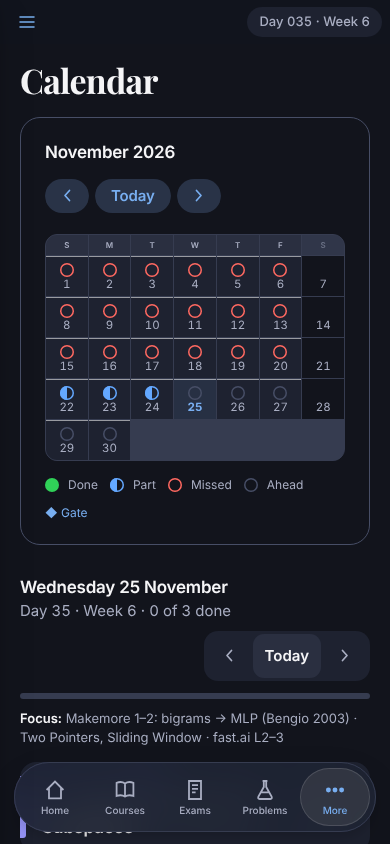 Day 035 · Week 6
Calendar
November 2026
Today
S M T W T F S
1 2 3 4 5 6 7
8 9 10 11 12 13 14
15 16 17 18 19 20 21
22 23 24 25 26 27 28
29 30
Done Part Missed Ahead
Gate
Wednesday 25 November
Day 35 · Week 6 · 0 of 3 done
Today
Focus: Makemore 1–2: bigrams → MLP (Bengio 2003) ·
Two Pointers, Sliding Window · fast.ai L2–3
Home Courses Exams Problems More